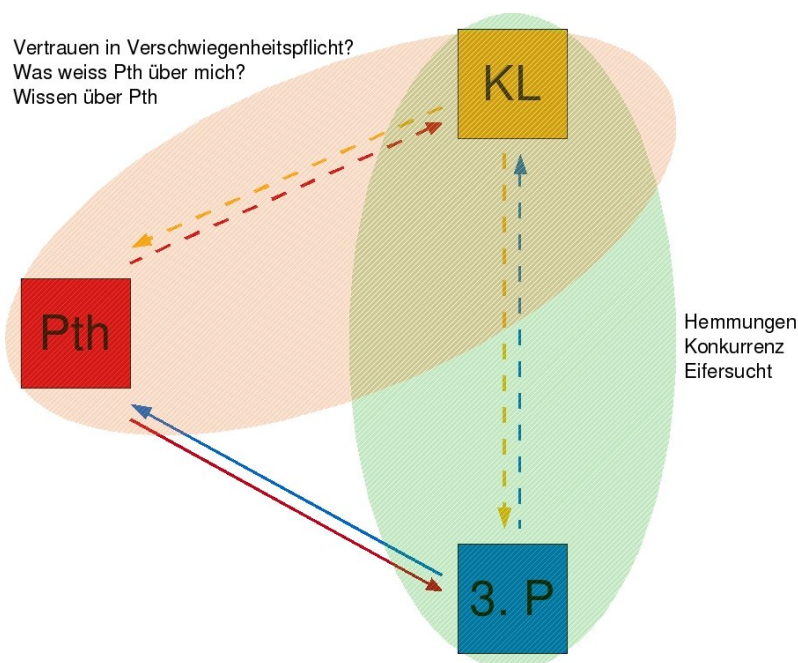 Vertrauen in Verschwiegenheitspflicht?
Was weiss Pth über mich?
Wissen über Pth
KL
Pth
Hemmungen
Konkurrenz
Eifersucht
3. P